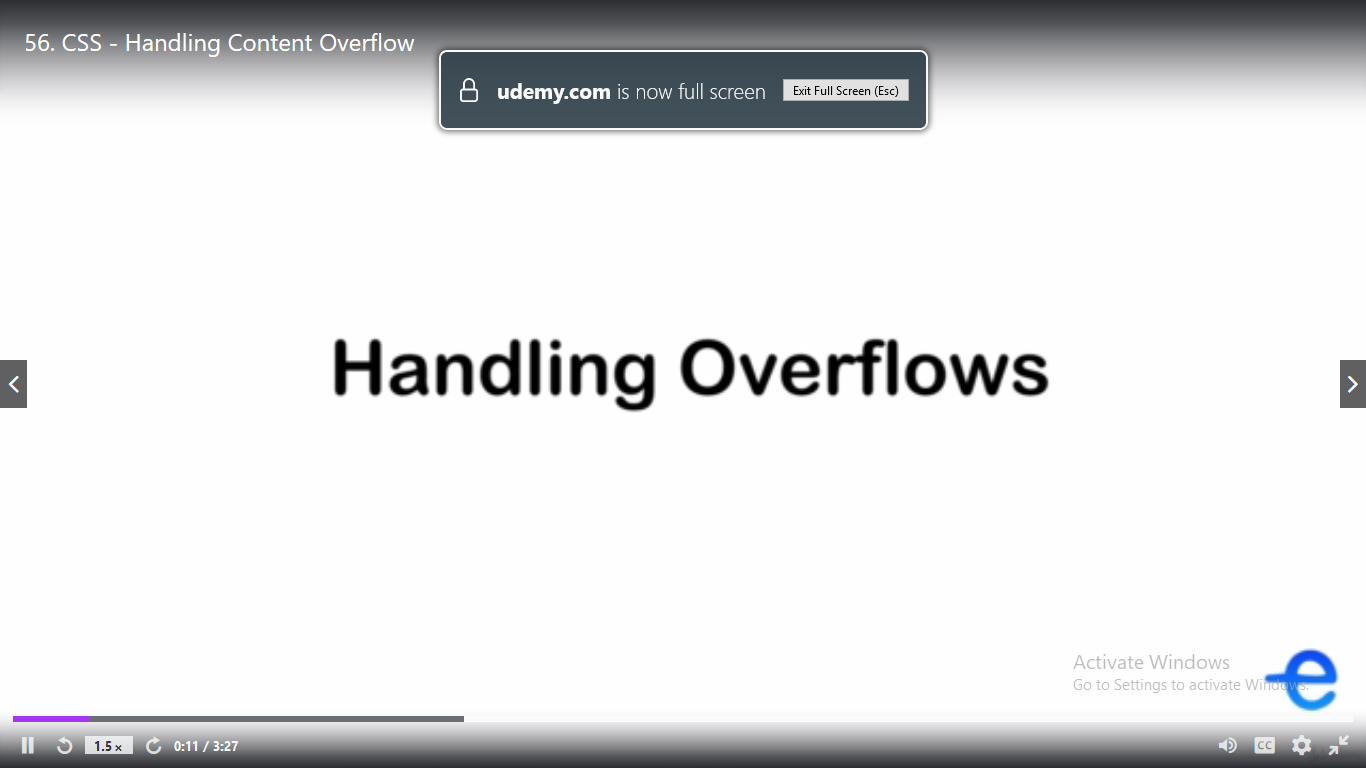 56. CSS - Handling Content Overflow
udemy.com is now full screen
Exit Full Screen (Esc)
Handling Overflows
Activate Windows
Go to Settings to activate Windows.
e
1.5 x
0:11 / 3:27
CC